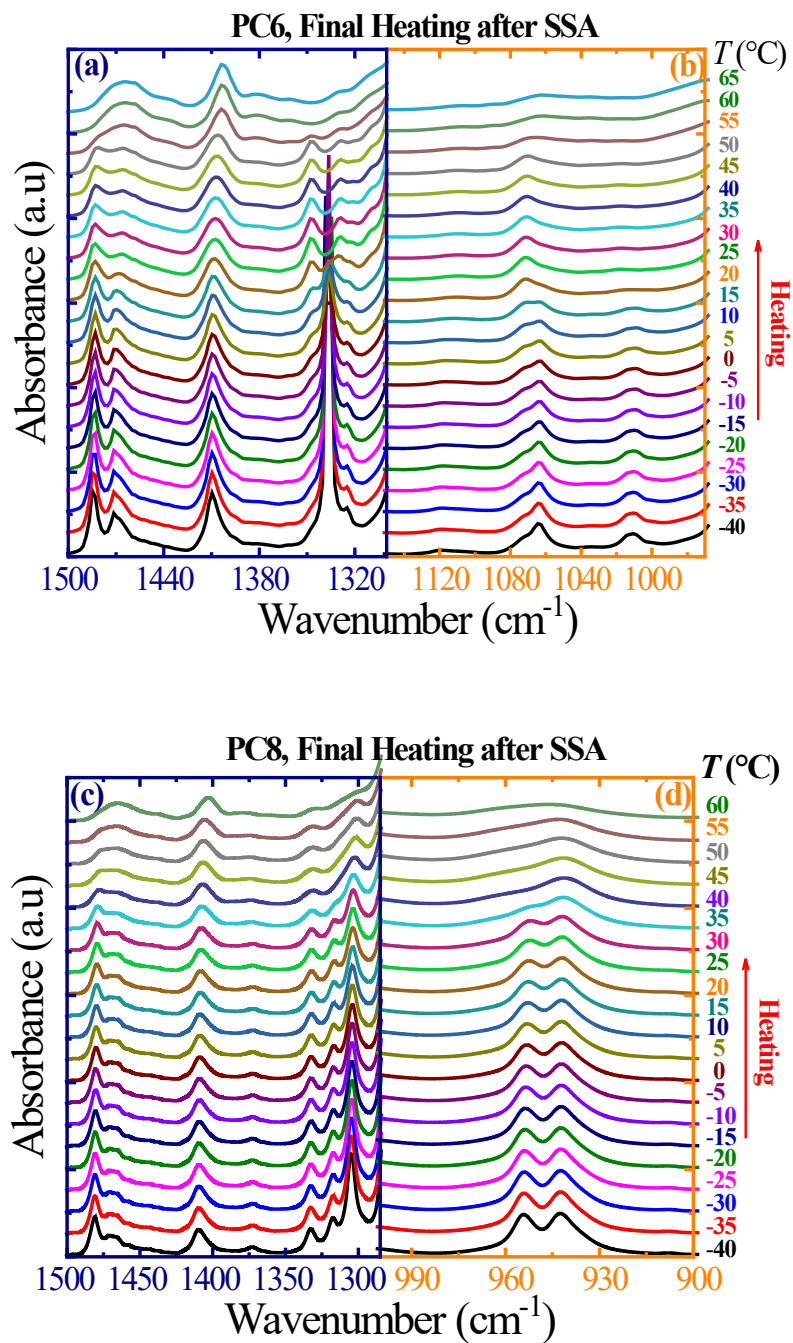 PC6, Final Heating after SSA
(a)
(b)
T (°C)
65
60
55
50
45
40
35
30
25
20
15
10
5
0
-5
-10
-15
-20
-25
-30
-35
-40
Heating
Absorbance (a.u)
1500 1440 1380 1320 1120 1080 1040 1000
Wavenumber (cm⁻¹)
PC8, Final Heating after SSA
(c)
(d)
T (°C)
60
55
50
45
40
35
30
25
20
15
10
5
0
-5
-10
-15
-20
-25
-30
-35
-40
Heating
Absorbance (a.u)
1500 1450 1400 1350 1300 990 960 930 900
Wavenumber (cm⁻¹)